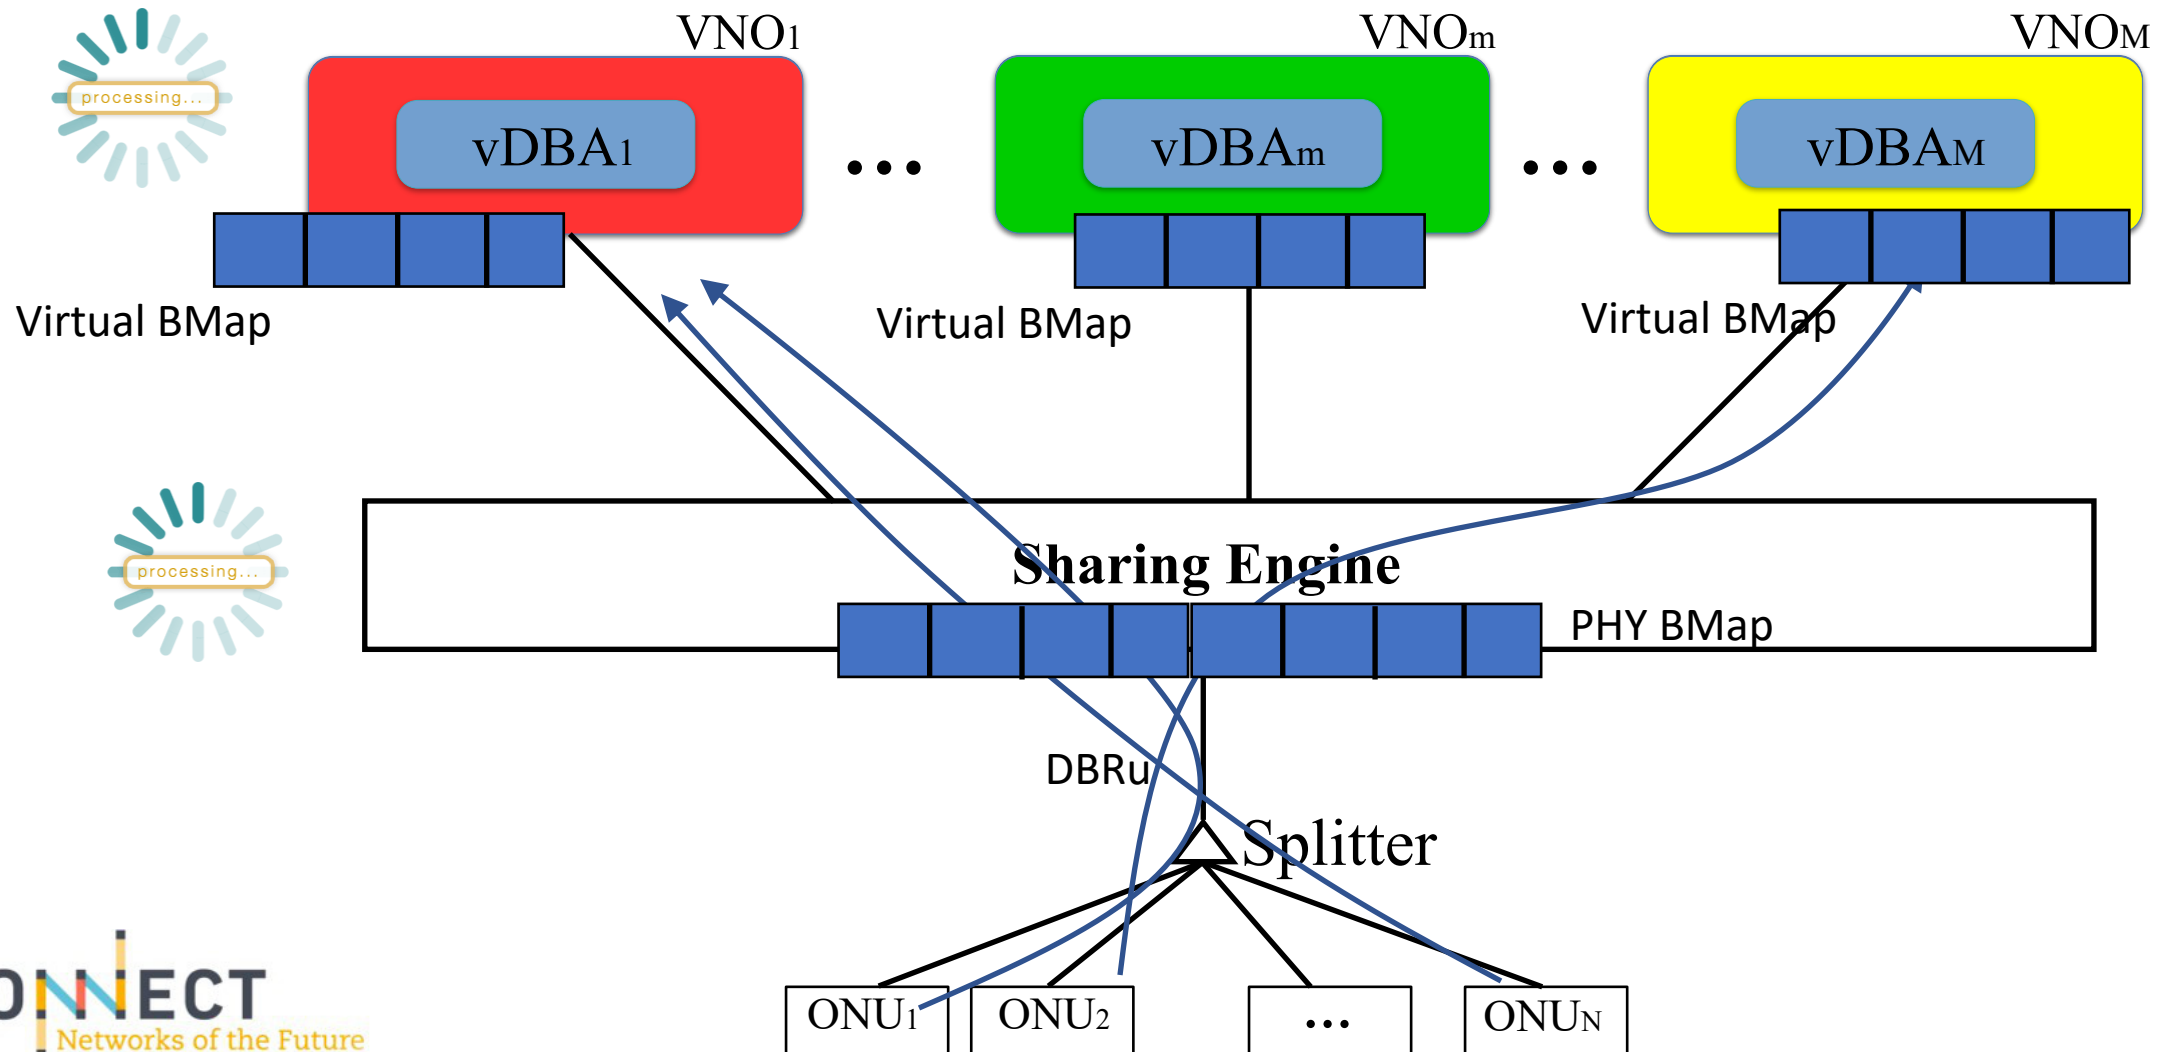 VNO1
VNOm
VNOM
processing...
vDBA1
...
vDBAm
...
vDBAM
Virtual BMap
Virtual BMap
Virtual BMap
processing...
Sharing Engine
PHY BMap
DBRu
Splitter
ONU1
ONU2
...
ONUN
ONNECT
Networks of the Future